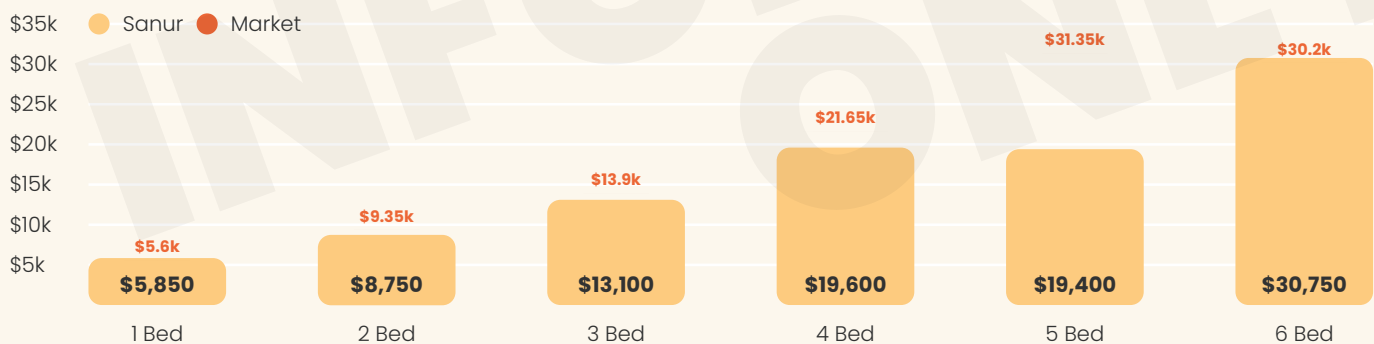 $35k
Sanur
Market
$30k
$25k
$20k
$15k
$10k
$5k
$5.6k
$9.35k
$13.9k
$21.65k
$31.35k
$30.2k
$5,850
$8,750
$13,100
$19,600
$19,400
$30,750
1 Bed
2 Bed
3 Bed
4 Bed
5 Bed
6 Bed